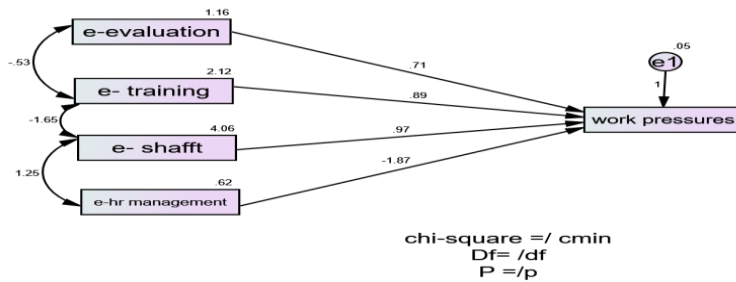 1.16
e-evaluation
-.53
2.12
e- training
-1.65
4.06
e- shafft
1.25
.62
e-hr management
.71
.89
.97
-1.87
.05
e1
1
work pressures
chi-square =/ cmin
Df= /df
P =/p